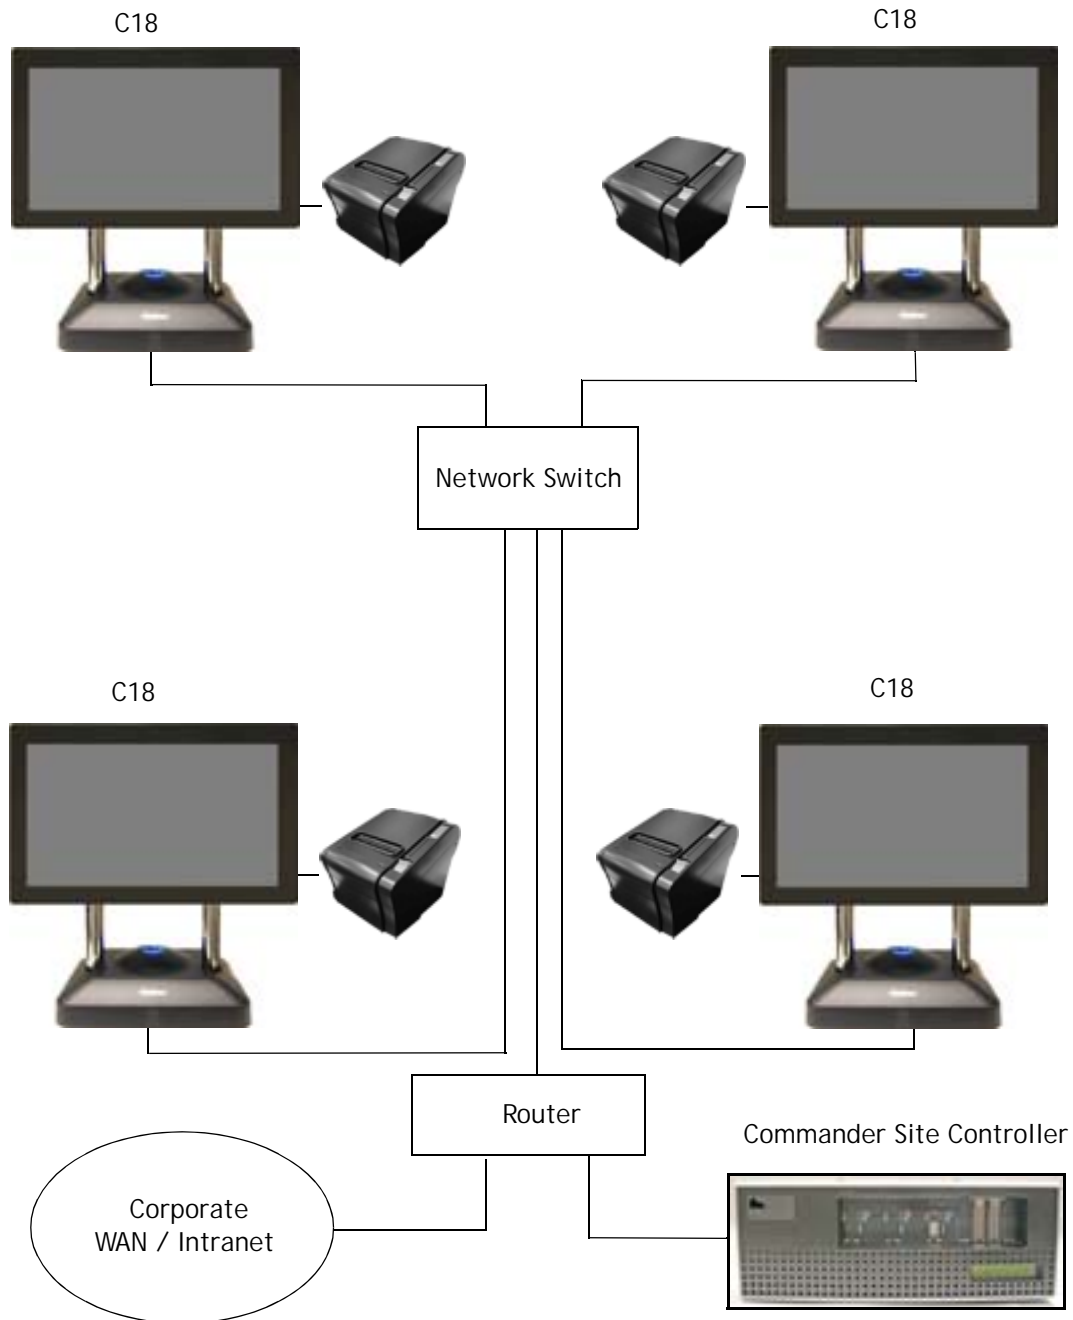 C18
C18
Network Switch
C18
C18
Router
Commander Site Controller
Corporate
WAN / Intranet